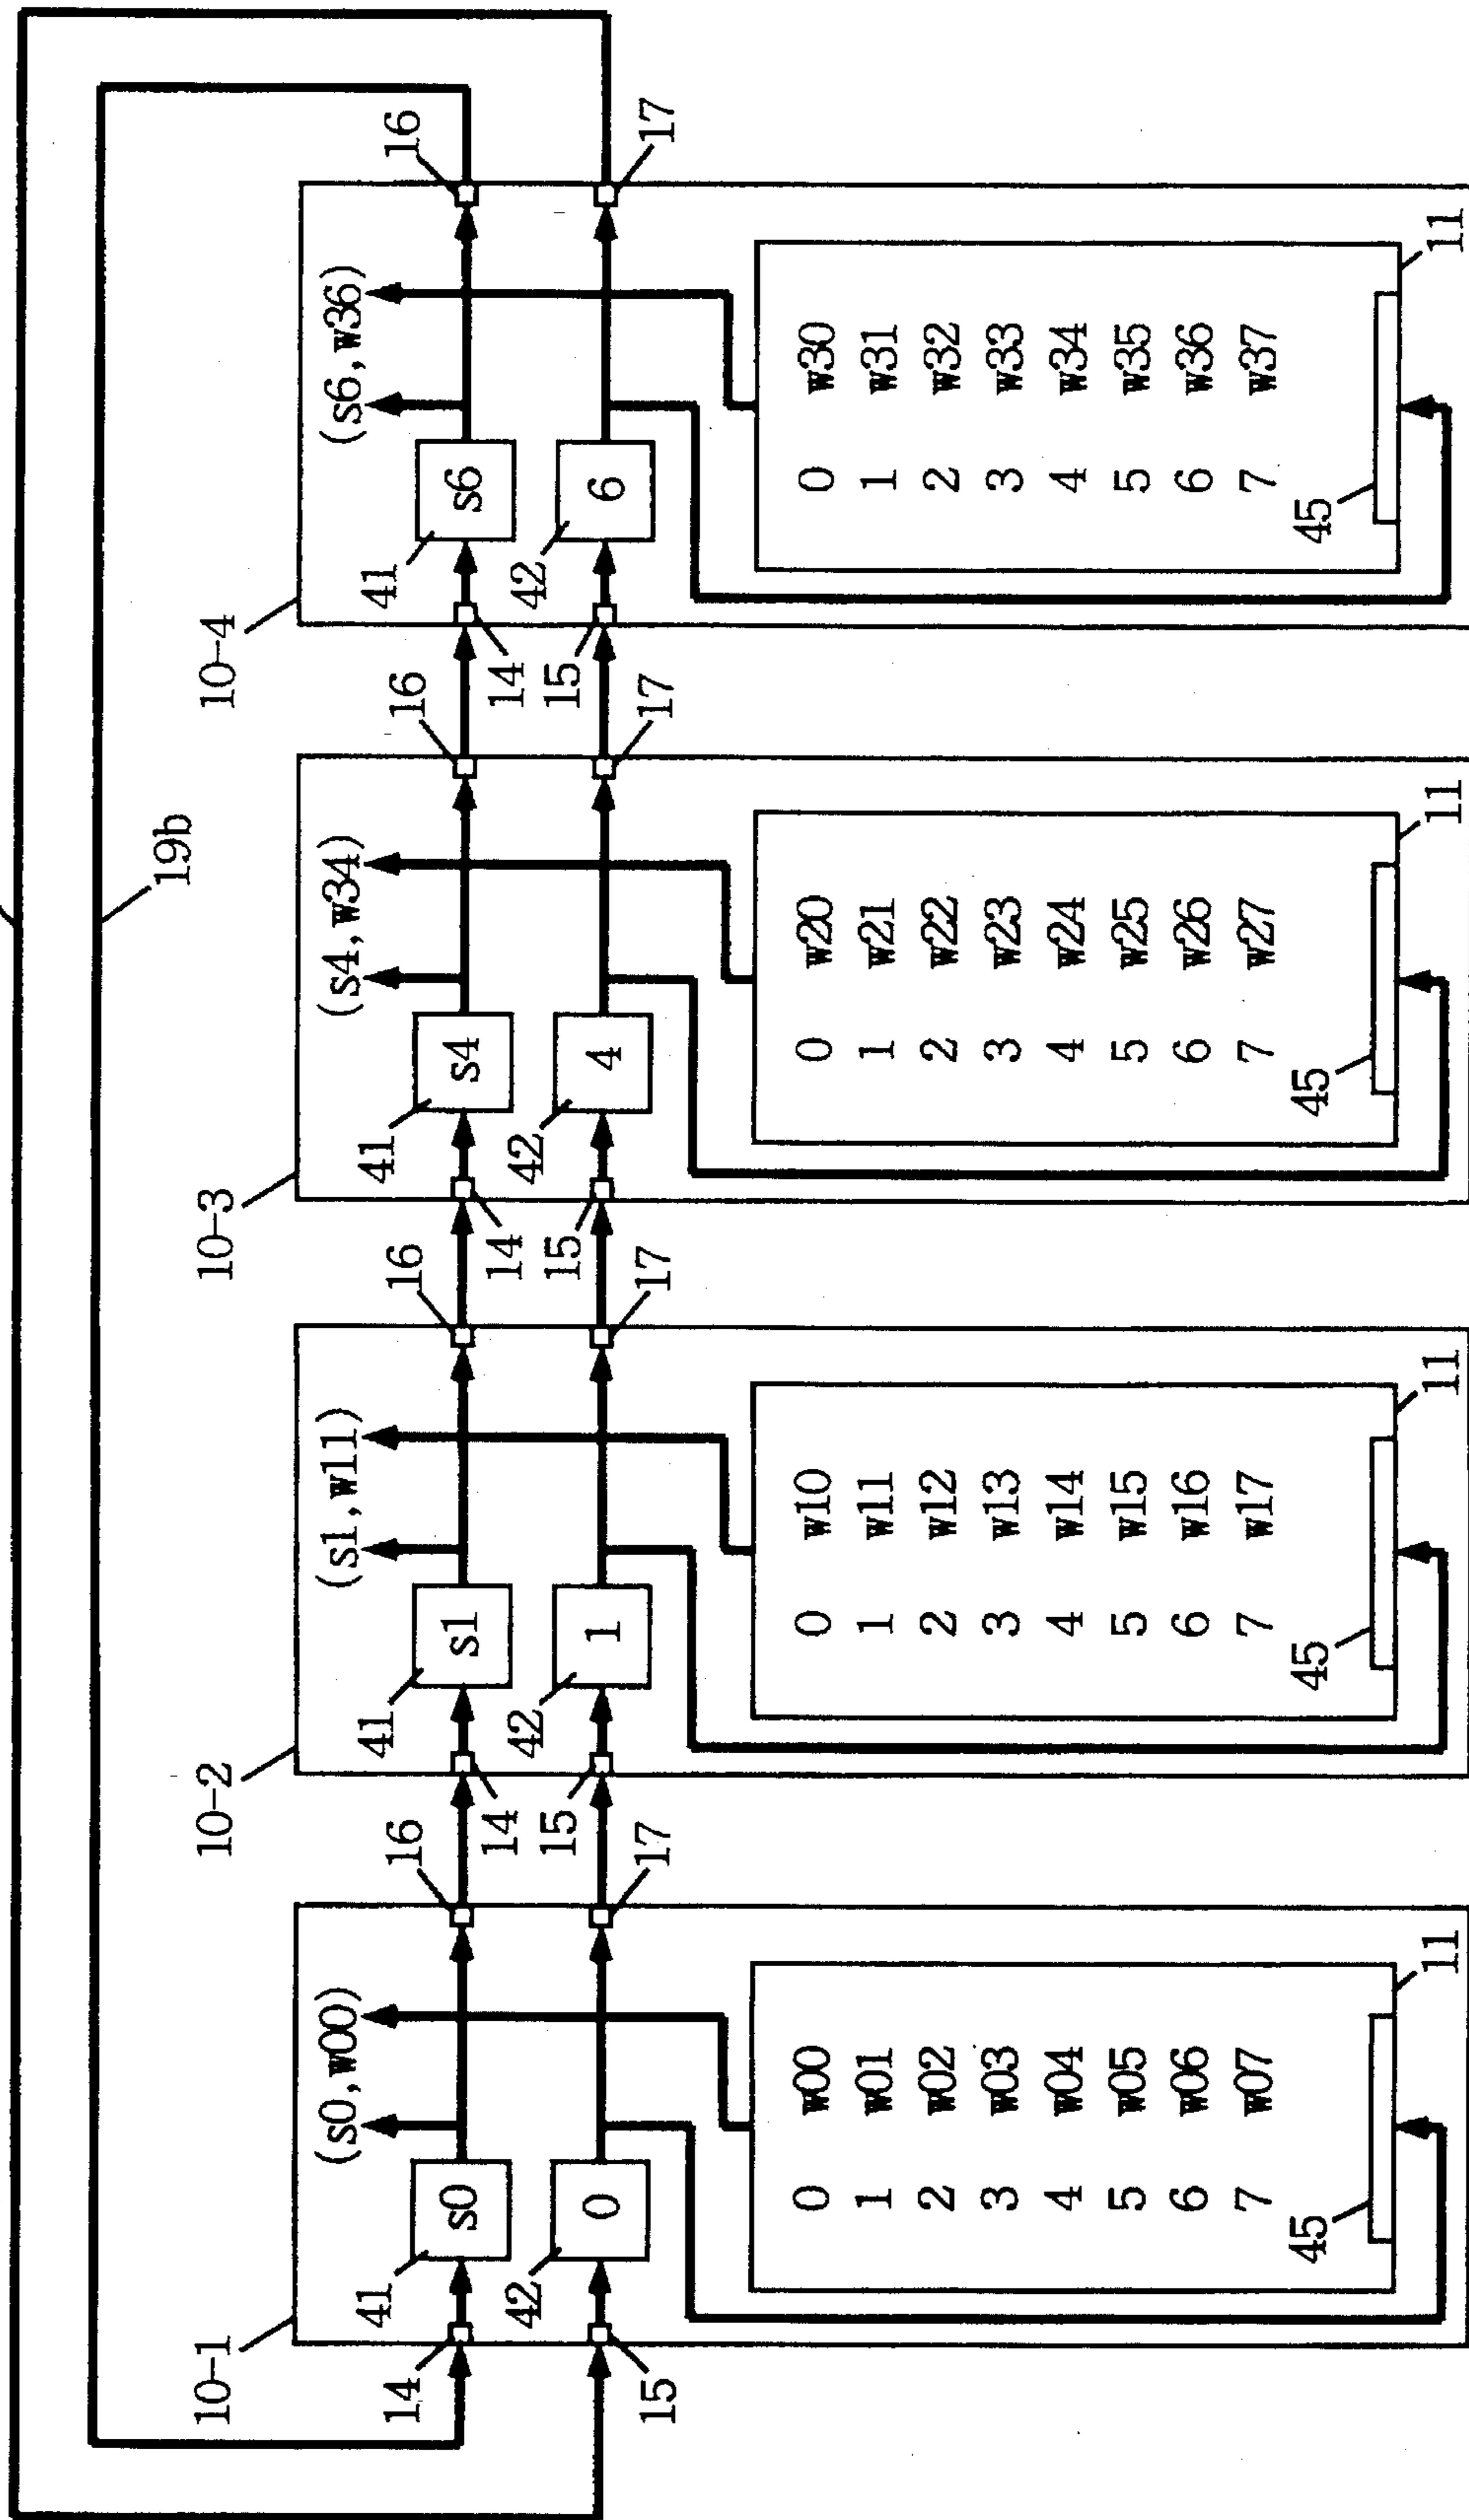 19b
10-1
(s0,w00)
14
41
s0
16
15
42
0
17
0 w00
1 w01
2 w02
3 w03
4 w04
5 w05
6 w06
7 w07
45
11
10-2
(s1,w11)
14
41
s1
16
15
42
1
17
0 w10
1 w11
2 w12
3 w13
4 w14
5 w15
6 w16
7 w17
45
11
10-3
(s4,w34)
14
41
s4
16
15
42
4
17
0 w20
1 w21
2 w22
3 w23
4 w24
5 w25
6 w26
7 w27
45
11
10-4
(s6,w36)
14
41
s6
16
15
42
6
17
0 w30
1 w31
2 w32
3 w33
4 w34
5 w35
6 w36
7 w37
45
11